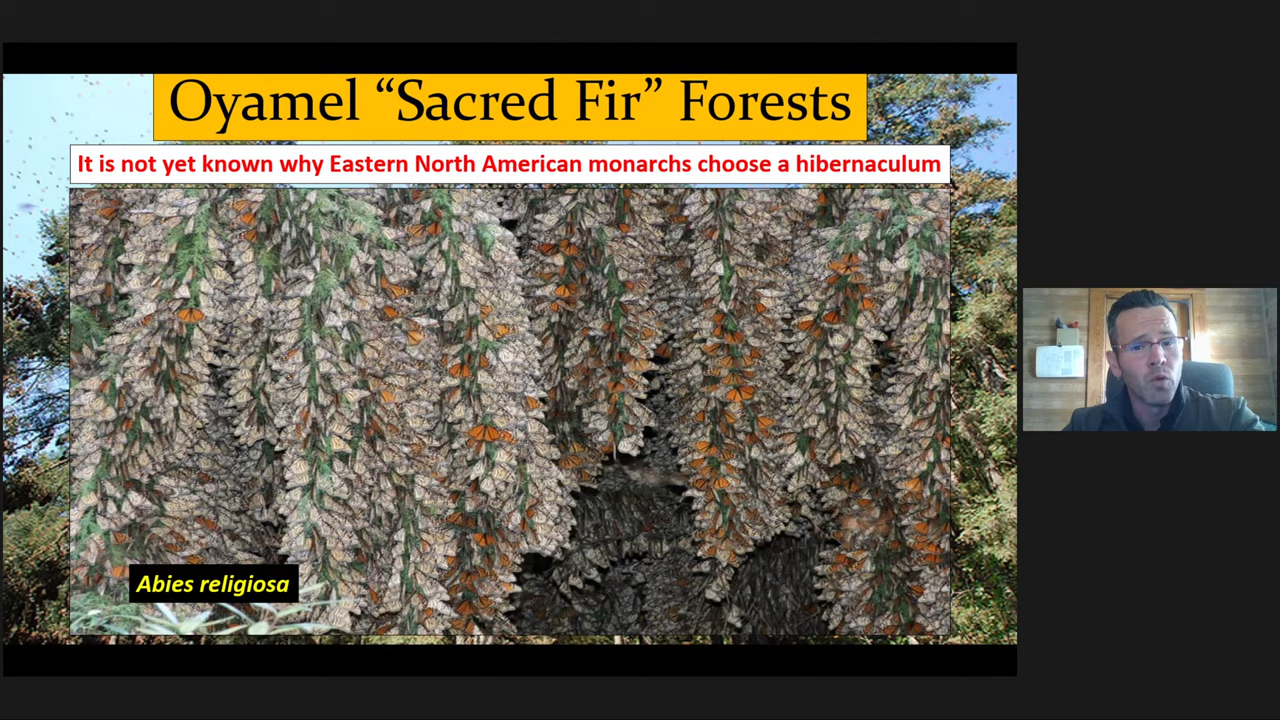 Oyamel “Sacred Fir” Forests
It is not yet known why Eastern North American monarchs choose a hibernaculum
Abies religiosa